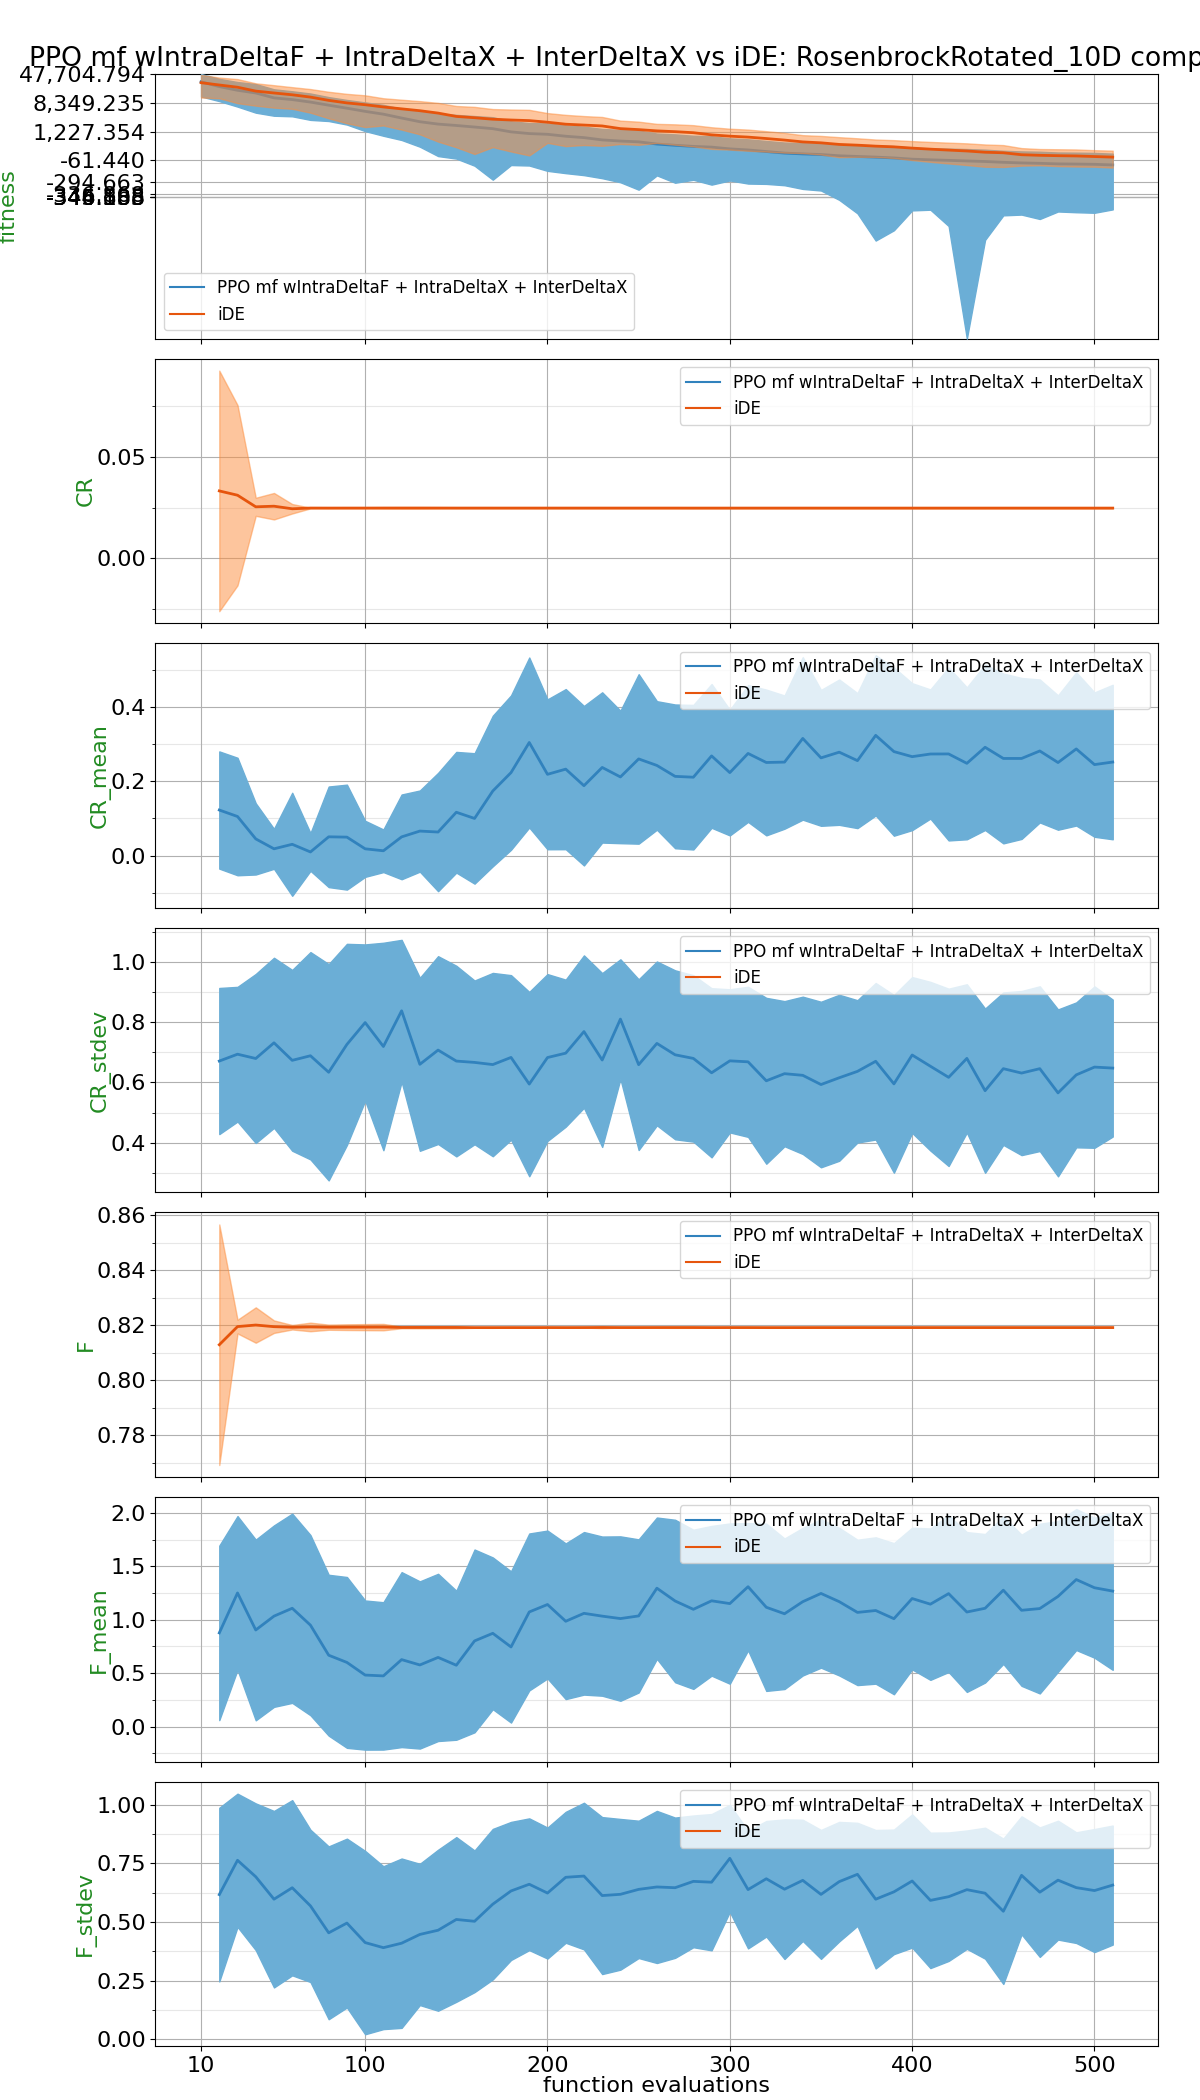 PPO mf wIntraDeltaF + IntraDeltaX + InterDeltaX vs iDE: RosenbrockRotated_10D comp
47,704.794
8,349.235
1,227.354
-61.440
-294.663
fitness
PPO mf wIntraDeltaF + IntraDeltaX + InterDeltaX
iDE
PPO mf wIntraDeltaF + IntraDeltaX + InterDeltaX
iDE
0.05
0.00
CR
PPO mf wIntraDeltaF + IntraDeltaX + InterDeltaX
iDE
0.4
0.2
0.0
CR_mean
PPO mf wIntraDeltaF + IntraDeltaX + InterDeltaX
iDE
1.0
0.8
0.6
0.4
CR_stdev
PPO mf wIntraDeltaF + IntraDeltaX + InterDeltaX
iDE
0.86
0.84
0.82
0.80
0.78
F
PPO mf wIntraDeltaF + IntraDeltaX + InterDeltaX
iDE
2.0
1.5
1.0
0.5
0.0
F_mean
PPO mf wIntraDeltaF + IntraDeltaX + InterDeltaX
iDE
1.00
0.75
0.50
0.25
0.00
F_stdev
10 100 200 300 400 500
function evaluations